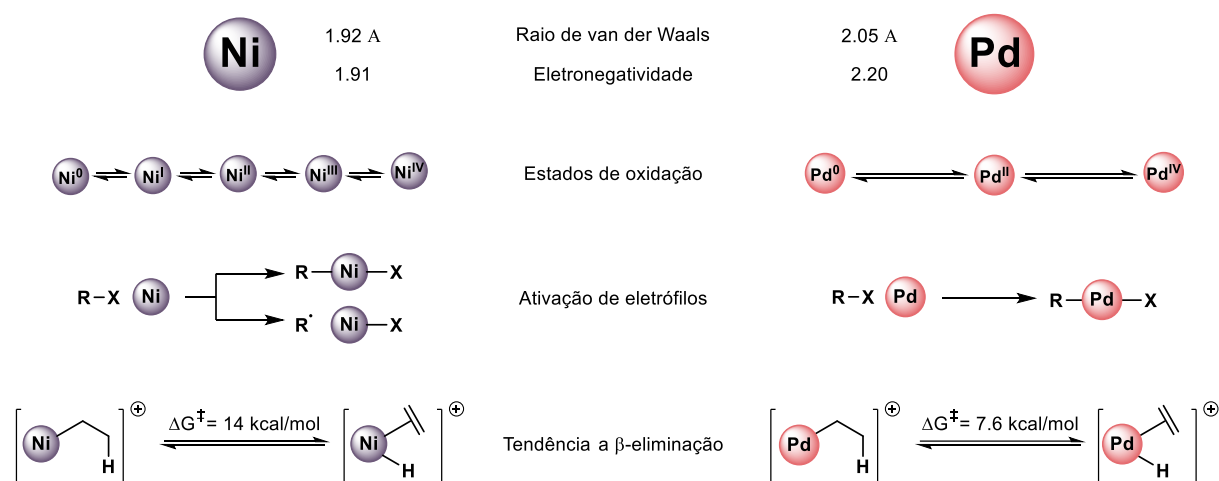 Ni 1.92 A Raio de van der Waals 2.05 A Pd
1.91 Eletronegatividade 2.20
Ni⁰ Niᴵ Niᴵᴵ Niᴵᴵᴵ Niᴵⱽ Estados de oxidação Pd⁰ Pdᴵᴵ Pdᴵⱽ
R–Ni–X
R–X Ni Ativação de eletrófilos R–X Pd R–Pd–X
R• Ni–X
ΔG‡= 14 kcal/mol ΔG‡= 7.6 kcal/mol
Ni H ⊕ Ni H ⊕ Tendência a β-eliminação Pd H ⊕ Pd H ⊕